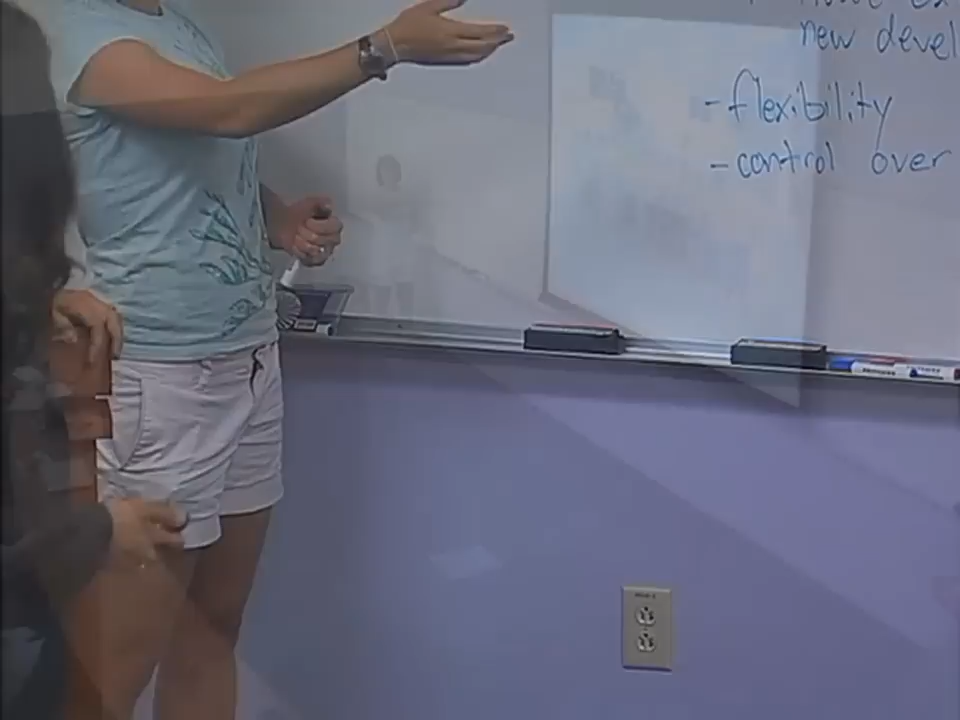 new devel
- flexibility
- control over